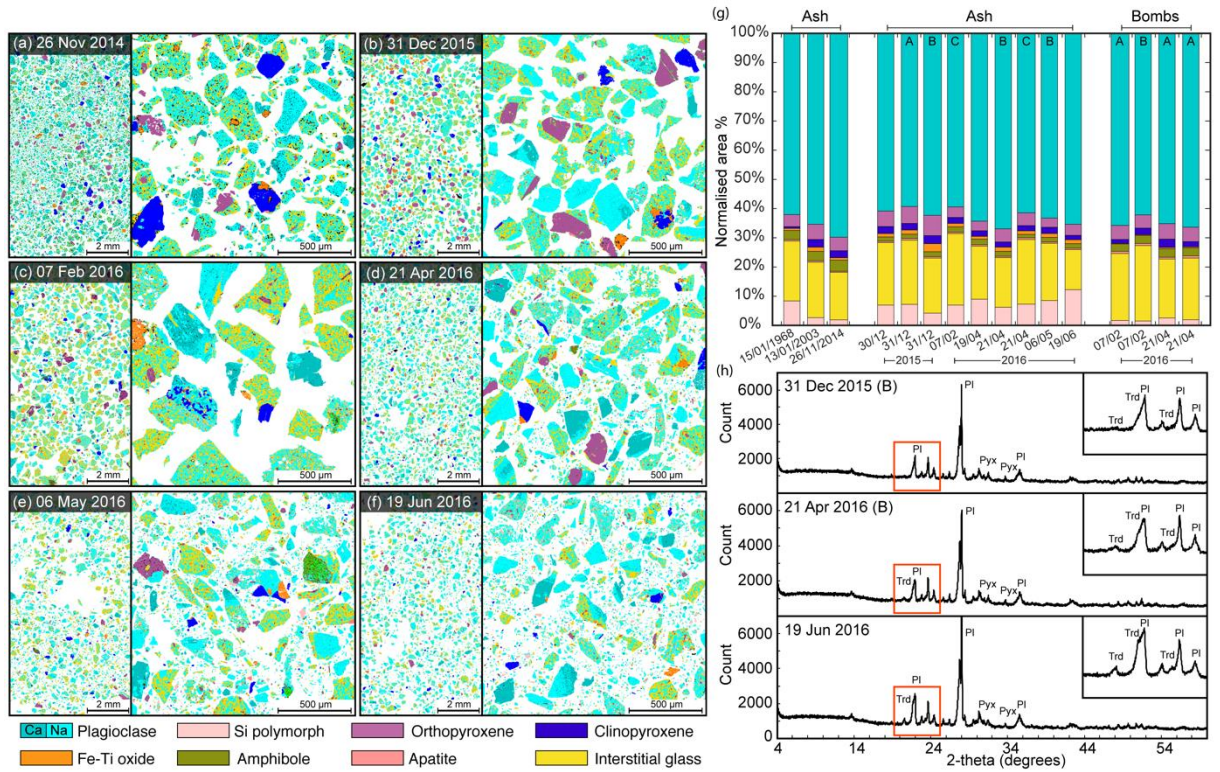 (a) 26 Nov 2014
2 mm
500 µm
(b) 31 Dec 2015
2 mm
500 µm
(c) 07 Feb 2016
2 mm
500 µm
(d) 21 Apr 2016
2 mm
500 µm
(e) 06 May 2016
2 mm
500 µm
(f) 19 Jun 2016
2 mm
500 µm
Ca Na Plagioclase
Si polymorph
Orthopyroxene
Clinopyroxene
Fe-Ti oxide
Amphibole
Apatite
Interstitial glass
(g)
Ash
Ash
Bombs
Normalised area %
100%
90%
80%
70%
60%
50%
40%
30%
20%
10%
0%
A B C B C B A B A A
15/01/1968
13/01/2003
26/11/2014
30/12
31/12
31/12
07/02
19/04
21/04
21/04
06/05
19/06
07/02
07/02
21/04
21/04
2015
2016
2016
(h)
31 Dec 2015 (B)
Count
6000
4000
2000
Pl
Pl
Pyx
Pyx
Pl
Trd
Pl
Trd
Pl
Pl
21 Apr 2016 (B)
Count
6000
4000
2000
Trd
Pl
Pl
Pyx
Pyx
Pl
Trd
Trd
Pl
Trd
Pl
Pl
19 Jun 2016
Count
6000
4000
2000
0
Trd
Pl
Pl
Pyx
Pyx
Pl
Trd
Trd
Pl
Trd
Pl
Pl
4 14 24 34 44 54
2-theta (degrees)